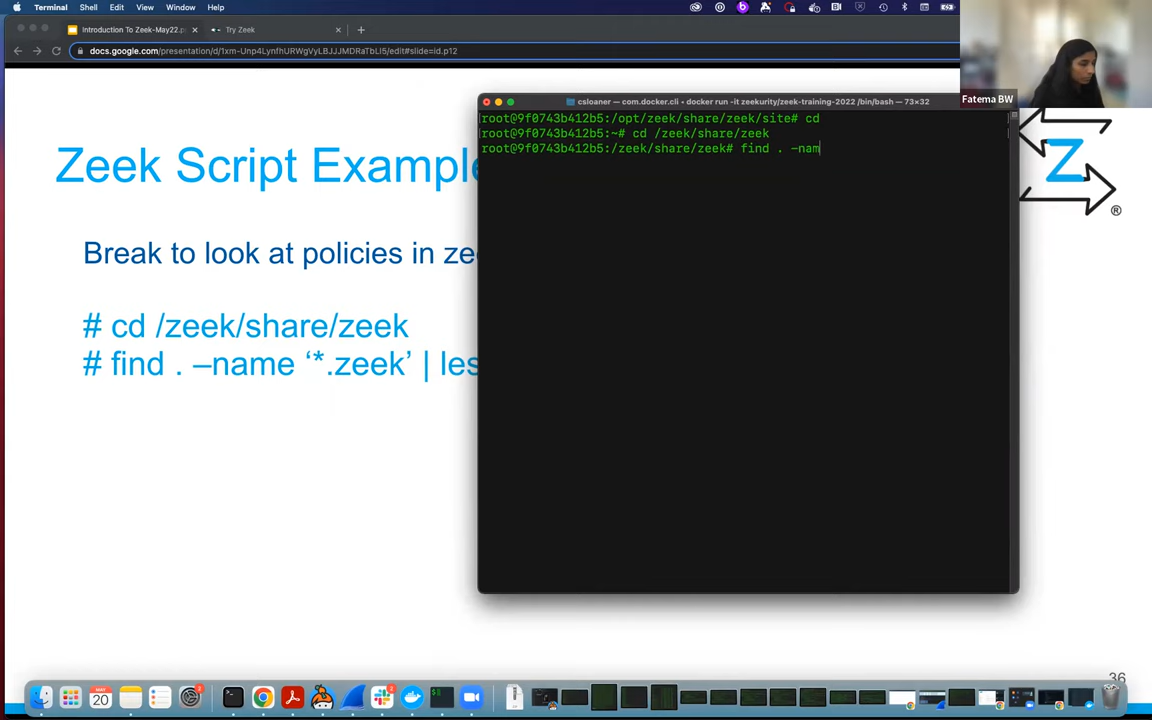 Terminal Shell Edit View Window Help
Introduction To Zeek-May22.p
Try Zeek
docs.google.com/presentation/d/1xm-Unp4LynfhURWgVyLBJJJMDRaTbLI5/edit#slide=id.p12
Fatema BW
csloaner — com.docker.cli • docker run -it zeekurity/zeek-training-2022 /bin/bash — 73×32
root@9f0743b412b5:/opt/zeek/share/zeek/site# cd
root@9f0743b412b5:~# cd /zeek/share/zeek
root@9f0743b412b5:/zeek/share/zeek# find . -nam
Zeek Script Example
Z
®
Break to look at policies in zee
# cd /zeek/share/zeek
# find . –name ‘*.zeek’ | les
36
MAY
20